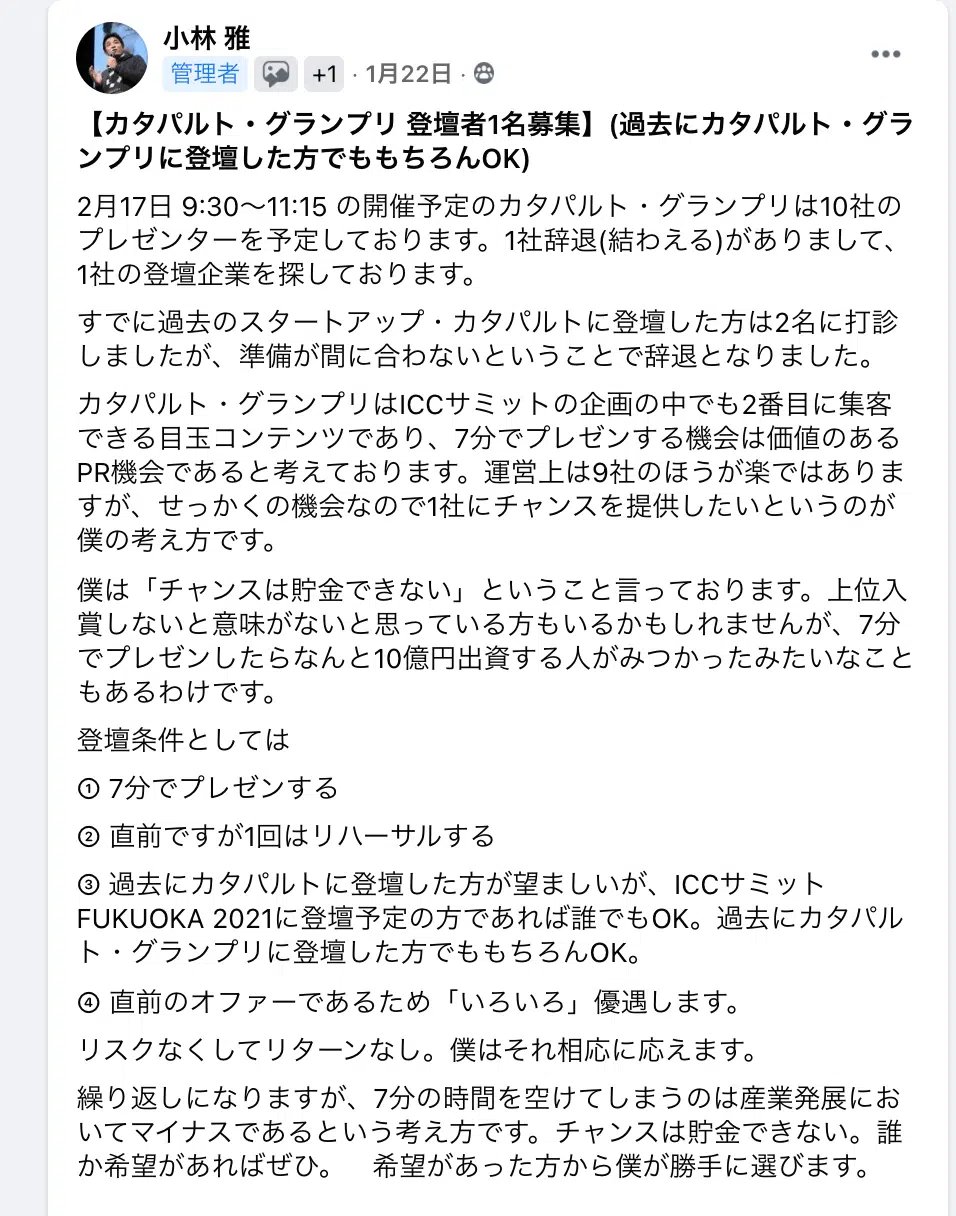 小林 雅
管理者 +1 · 1月22日 ·
【カタパルト・グランプリ 登壇者1名募集】(過去にカタパルト・グラ
ンプリに登壇した方でももちろんOK)
2月17日 9:30〜11:15 の開催予定のカタパルト・グランプリは10社の
プレゼンターを予定しております。1社辞退(結わえる)がありまして、
1社の登壇企業を探しております。
すでに過去のスタートアップ・カタパルトに登壇した方は2名に打診
しましたが、準備が間に合わないということで辞退となりました。
カタパルト・グランプリはICCサミットの企画の中でも2番目に集客
できる目玉コンテンツであり、7分でプレゼンする機会は価値のある
PR機会であると考えております。運営上は9社のほうが楽ではありま
すが、せっかくの機会なので1社にチャンスを提供したいというのが
僕の考え方です。
僕は「チャンスは貯金できない」ということ言っております。上位入
賞しないと意味がないと思っている方もいるかもしれませんが、7分
でプレゼンしたらなんと10億円出資する人がみつかったみたいなこと
もあるわけです。
登壇条件としては
① 7分でプレゼンする
② 直前ですが1回はリハーサルする
③ 過去にカタパルトに登壇した方が望ましいが、ICCサミット
FUKUOKA 2021に登壇予定の方であれば誰でもOK。過去にカタパル
ト・グランプリに登壇した方でももちろんOK。
④ 直前のオファーであるため「いろいろ」優遇します。
リスクなくしてリターンなし。僕はそれ相応に応えます。
繰り返しになりますが、7分の時間を空けてしまうのは産業発展にお
いてマイナスであるという考え方です。チャンスは貯金できない。誰
か希望があればぜひ。　希望があった方から僕が勝手に選びます。